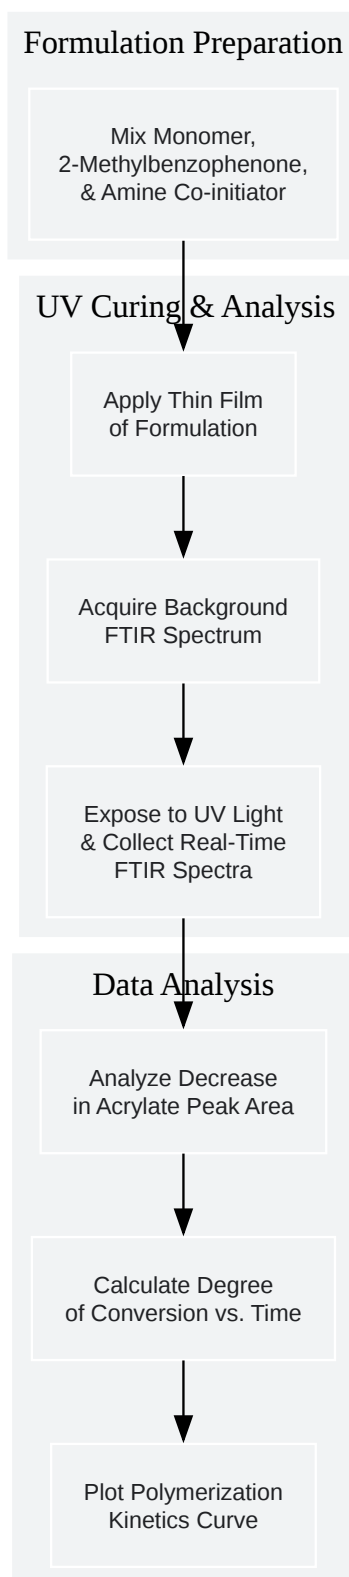 Formulation Preparation
Mix Monomer,
2-Methylbenzophenone,
& Amine Co-initiator
UV Curing & Analysis
Apply Thin Film
of Formulation
Acquire Background
FTIR Spectrum
Expose to UV Light
& Collect Real-Time
FTIR Spectra
Data Analysis
Analyze Decrease
in Acrylate Peak Area
Calculate Degree
of Conversion vs. Time
Plot Polymerization
Kinetics Curve